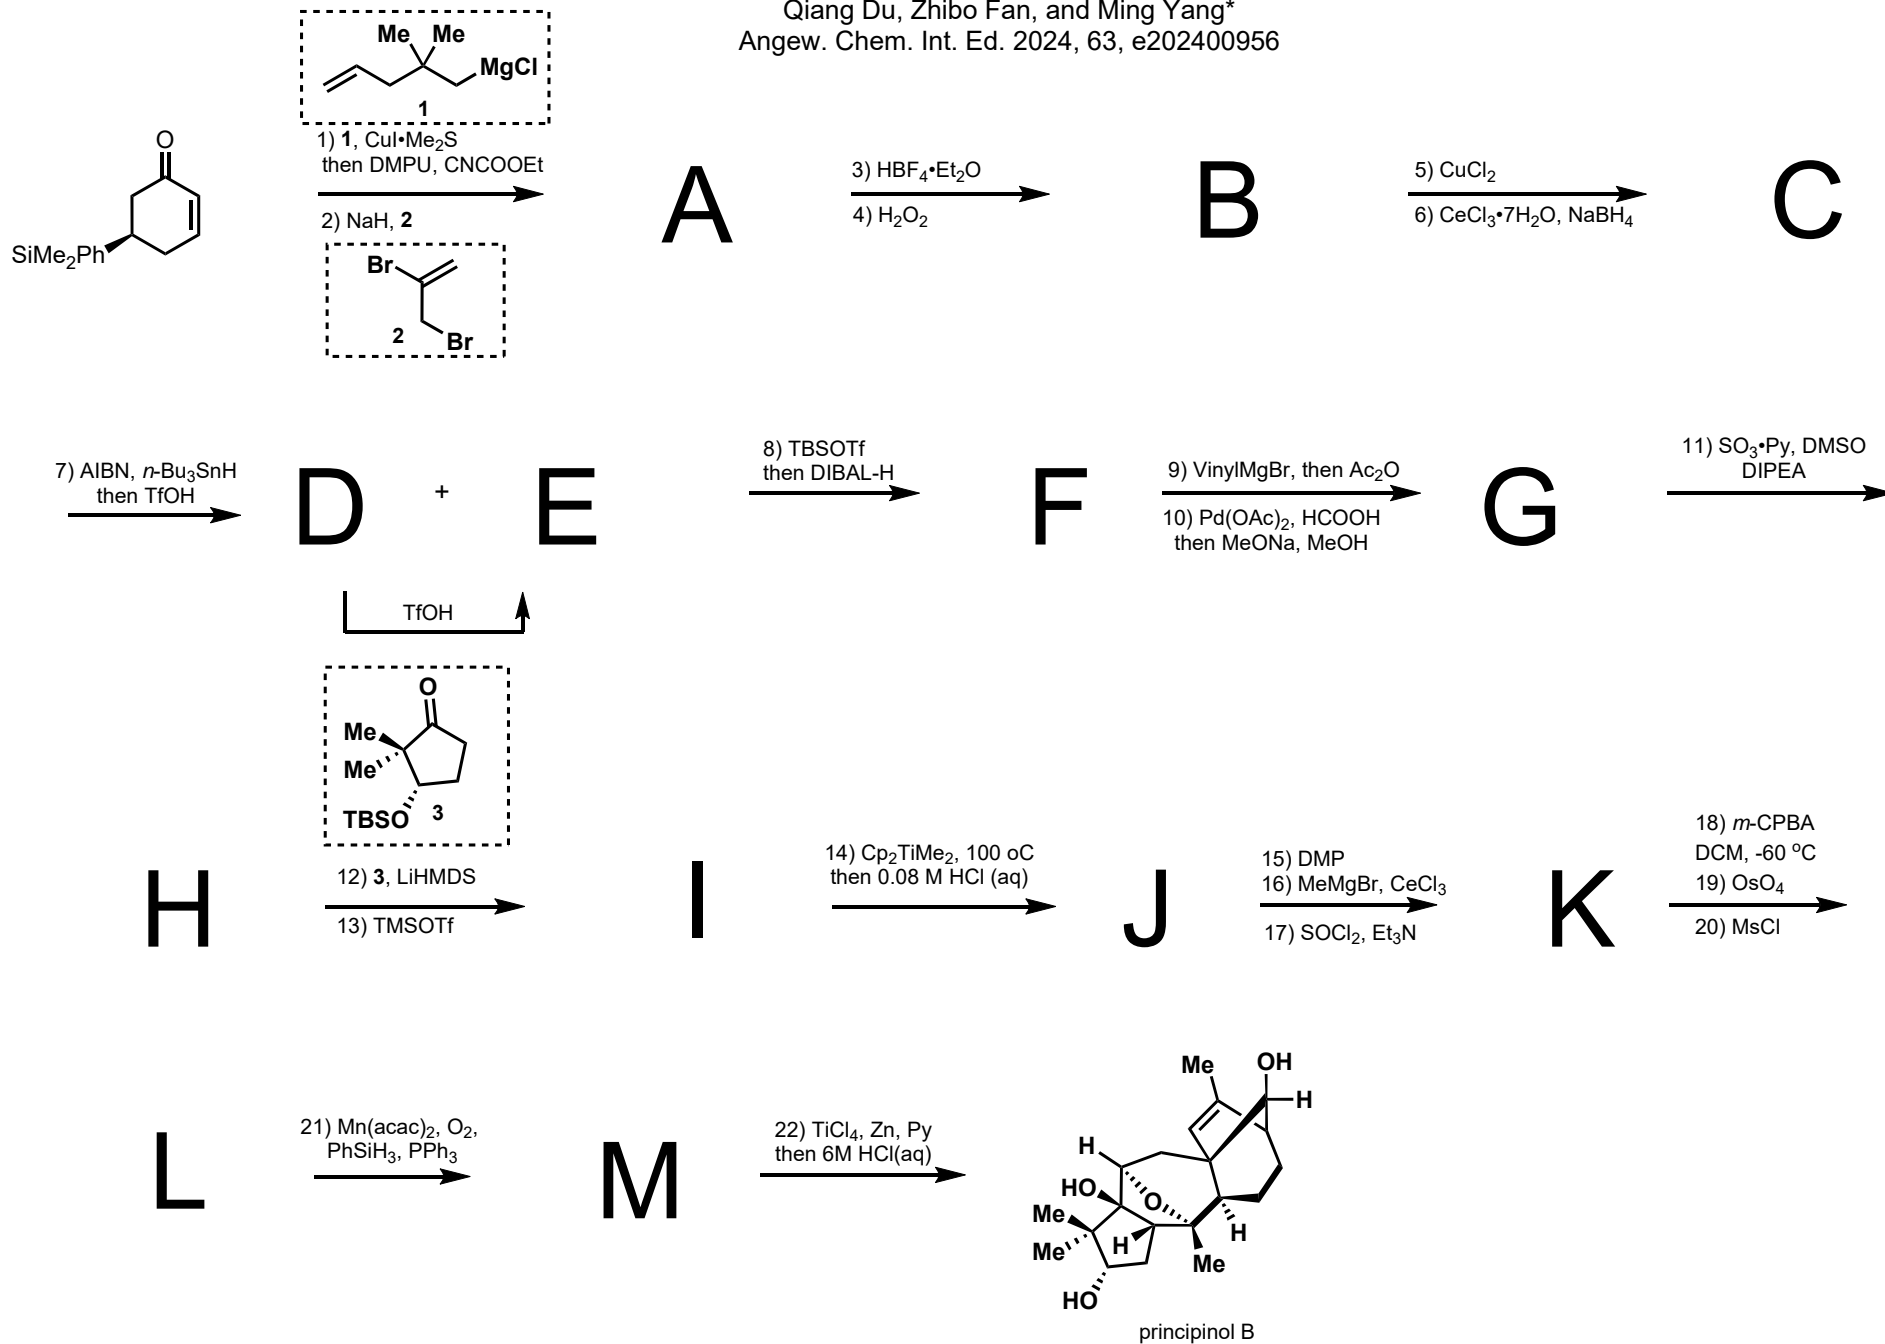 Qiang Du, Zhibo Fan, and Ming Yang*
Angew. Chem. Int. Ed. 2024, 63, e202400956
Me Me
MgCl
1
O
SiMe2Ph
1) 1, CuI•Me2S
then DMPU, CNCOOEt
2) NaH, 2
Br
2
Br
A
3) HBF4•Et2O
4) H2O2
B
5) CuCl2
6) CeCl3•7H2O, NaBH4
C
7) AIBN, n-Bu3SnH
then TfOH
D + E
TfOH
8) TBSOTf
then DIBAL-H
F
9) VinylMgBr, then Ac2O
10) Pd(OAc)2, HCOOH
then MeONa, MeOH
G
11) SO3•Py, DMSO
DIPEA
H
O
Me
Me
TBSO
3
12) 3, LiHMDS
13) TMSOTf
I
14) Cp2TiMe2, 100 oC
then 0.08 M HCl (aq)
J
15) DMP
16) MeMgBr, CeCl3
17) SOCl2, Et3N
K
18) m-CPBA
DCM, -60 °C
19) OsO4
20) MsCl
L
21) Mn(acac)2, O2,
PhSiH3, PPh3
M
22) TiCl4, Zn, Py
then 6M HCl(aq)
Me
OH
H
H
HO
O
Me
Me
H
H
Me
HO
principinol B